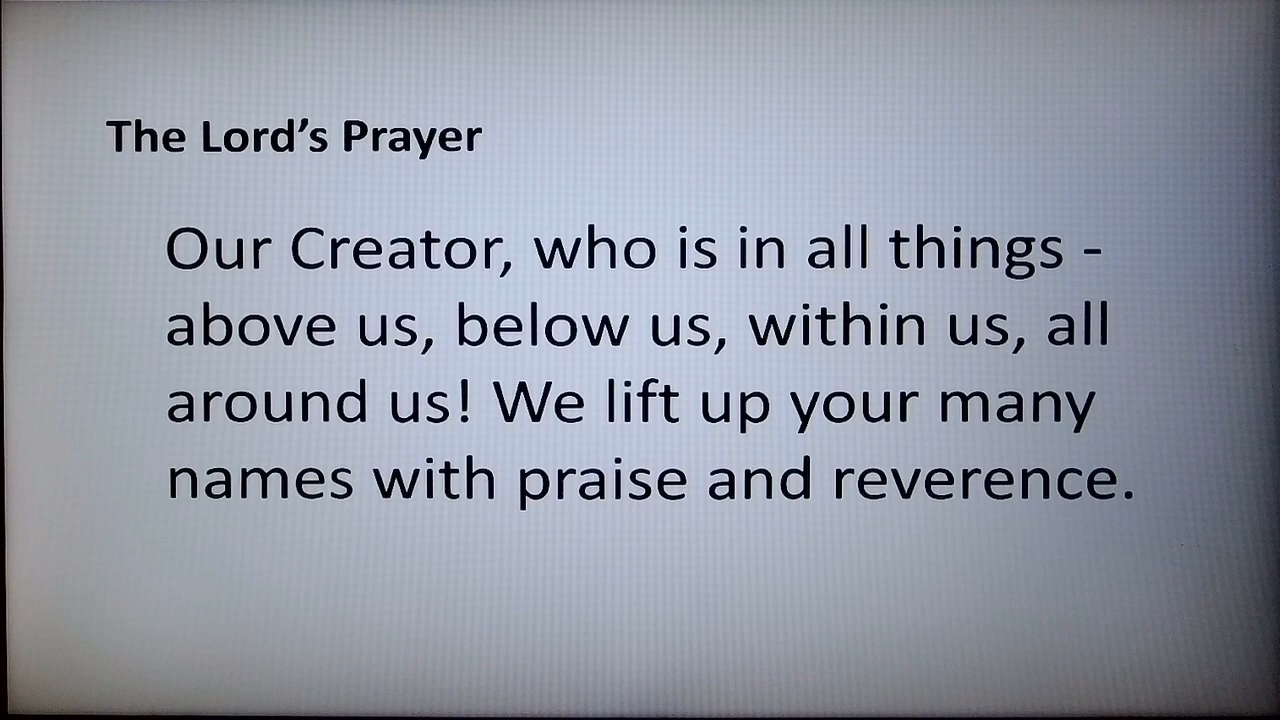 The Lord’s Prayer
Our Creator, who is in all things -
above us, below us, within us, all
around us! We lift up your many
names with praise and reverence.